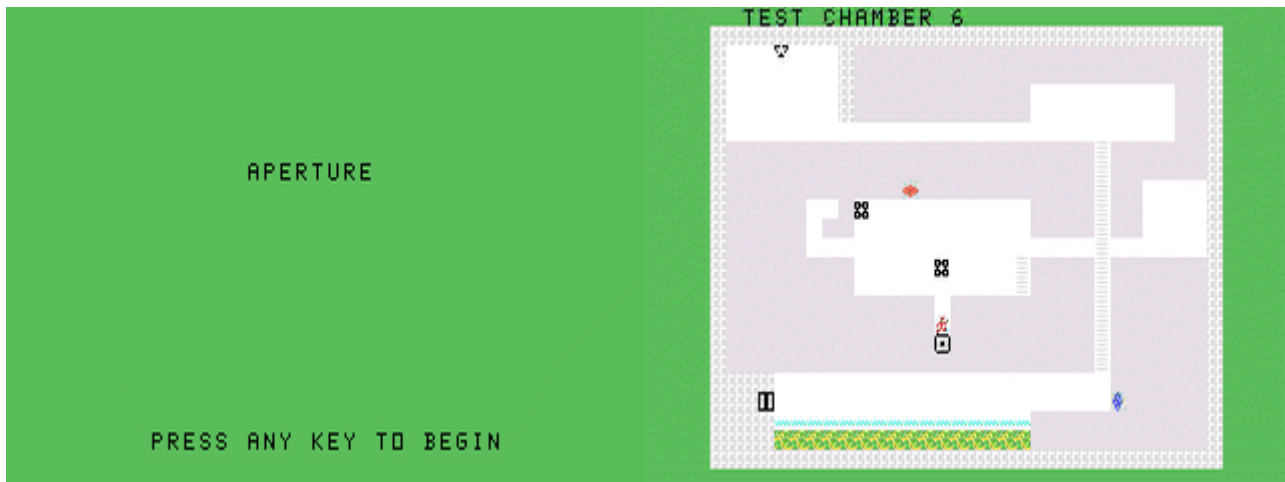 TEST CHAMBER 6
APERTURE
PRESS ANY KEY TO BEGIN